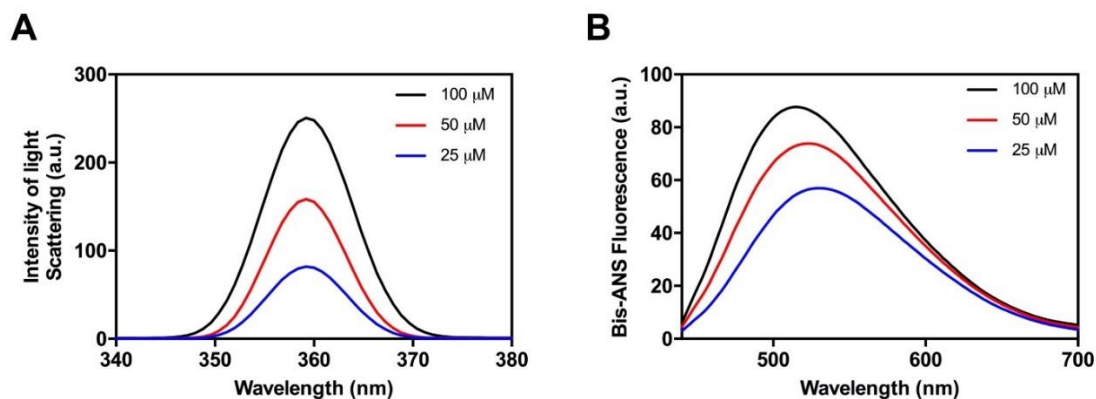 A
Intensity of light
Scattering (a.u.)
300
200
100
0
340
350
360
370
380
Wavelength (nm)
100 μM
50 μM
25 μM
B
Bis-ANS Fluorescence (a.u.)
100
80
60
40
20
0
500
600
700
Wavelength (nm)
100 μM
50 μM
25 μM